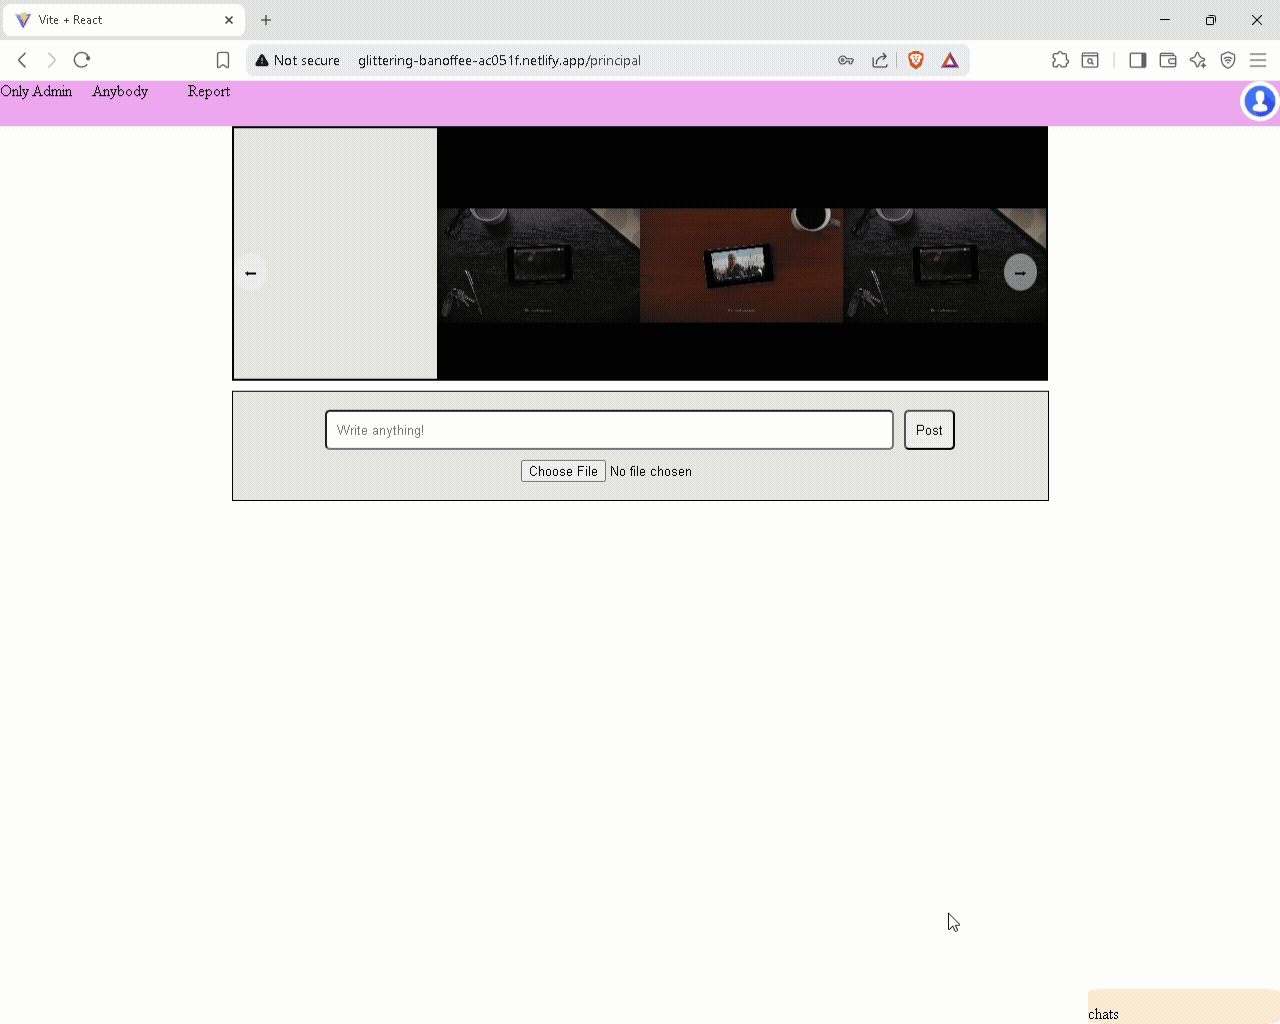 Vite + React
Not secure glittering-banoffee-ac051f.netlify.app/principal
Only Admin Anybody Report
Write anything! Post
Choose File No file chosen
chats